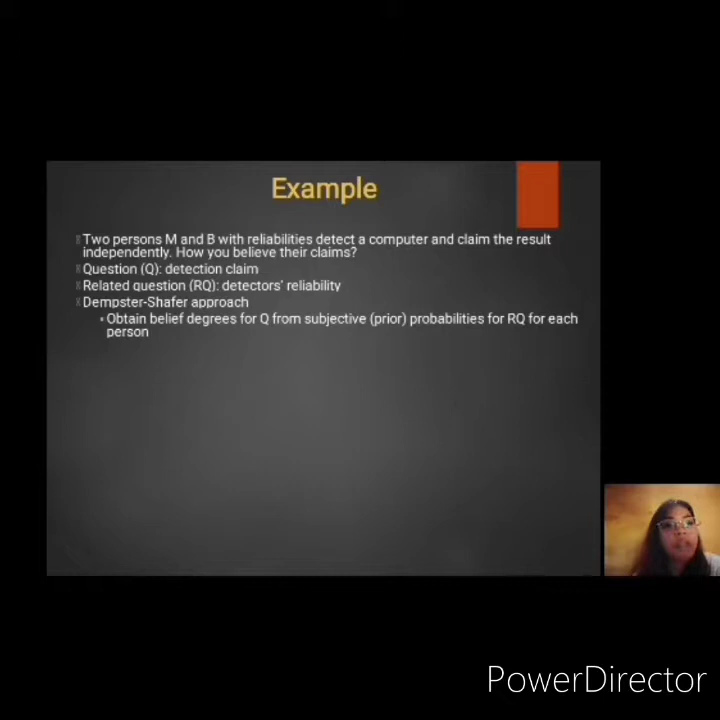 Example
Two persons M and B with reliabilities detect a computer and claim the result
independently. How you believe their claims?
Question (Q): detection claim
Related question (RQ): detectors' reliability
Dempster-Shafer approach
• Obtain belief degrees for Q from subjective (prior) probabilities for RQ for each
person
PowerDirector